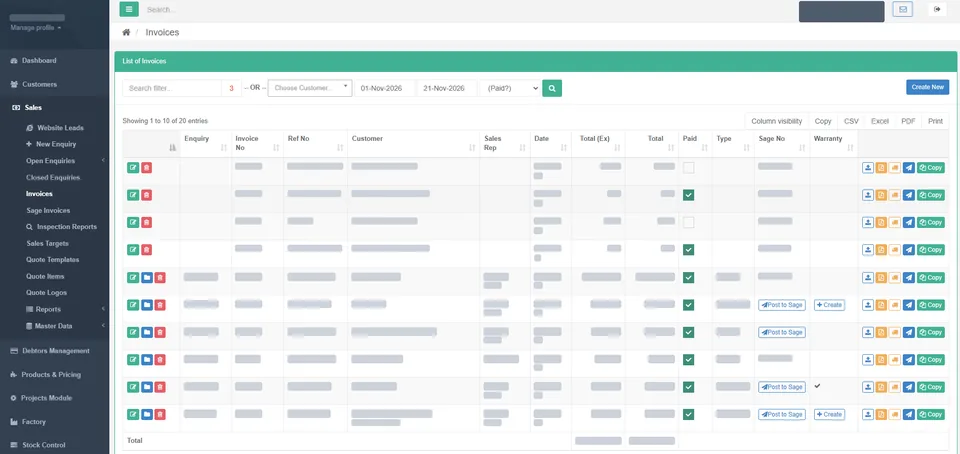 Manage profile
Search...
Dashboard
Customers
Sales
Website Leads
New Enquiry
Open Enquiries
Closed Enquiries
Invoices
Sage Invoices
Inspection Reports
Sales Targets
Quote Templates
Quote Items
Quote Logos
Reports
Master Data
Debtors Management
Products & Pricing
Projects Module
Factory
Stock Control
/ Invoices
List of Invoices
Search filter... 3 -- OR -- Choose Customer... 01-Nov-2026 21-Nov-2026 (Paid?) Create New
Showing 1 to 10 of 20 entries Column visibility Copy CSV Excel PDF Print
Enquiry Invoice No Ref No Customer Sales Rep Date Total (Ex) Total Paid Type Sage No Warranty
Copy
Copy
Copy
Copy
Copy
Post to Sage Create Copy
Post to Sage Copy
Copy
Post to Sage Copy
Post to Sage Create Copy
Total